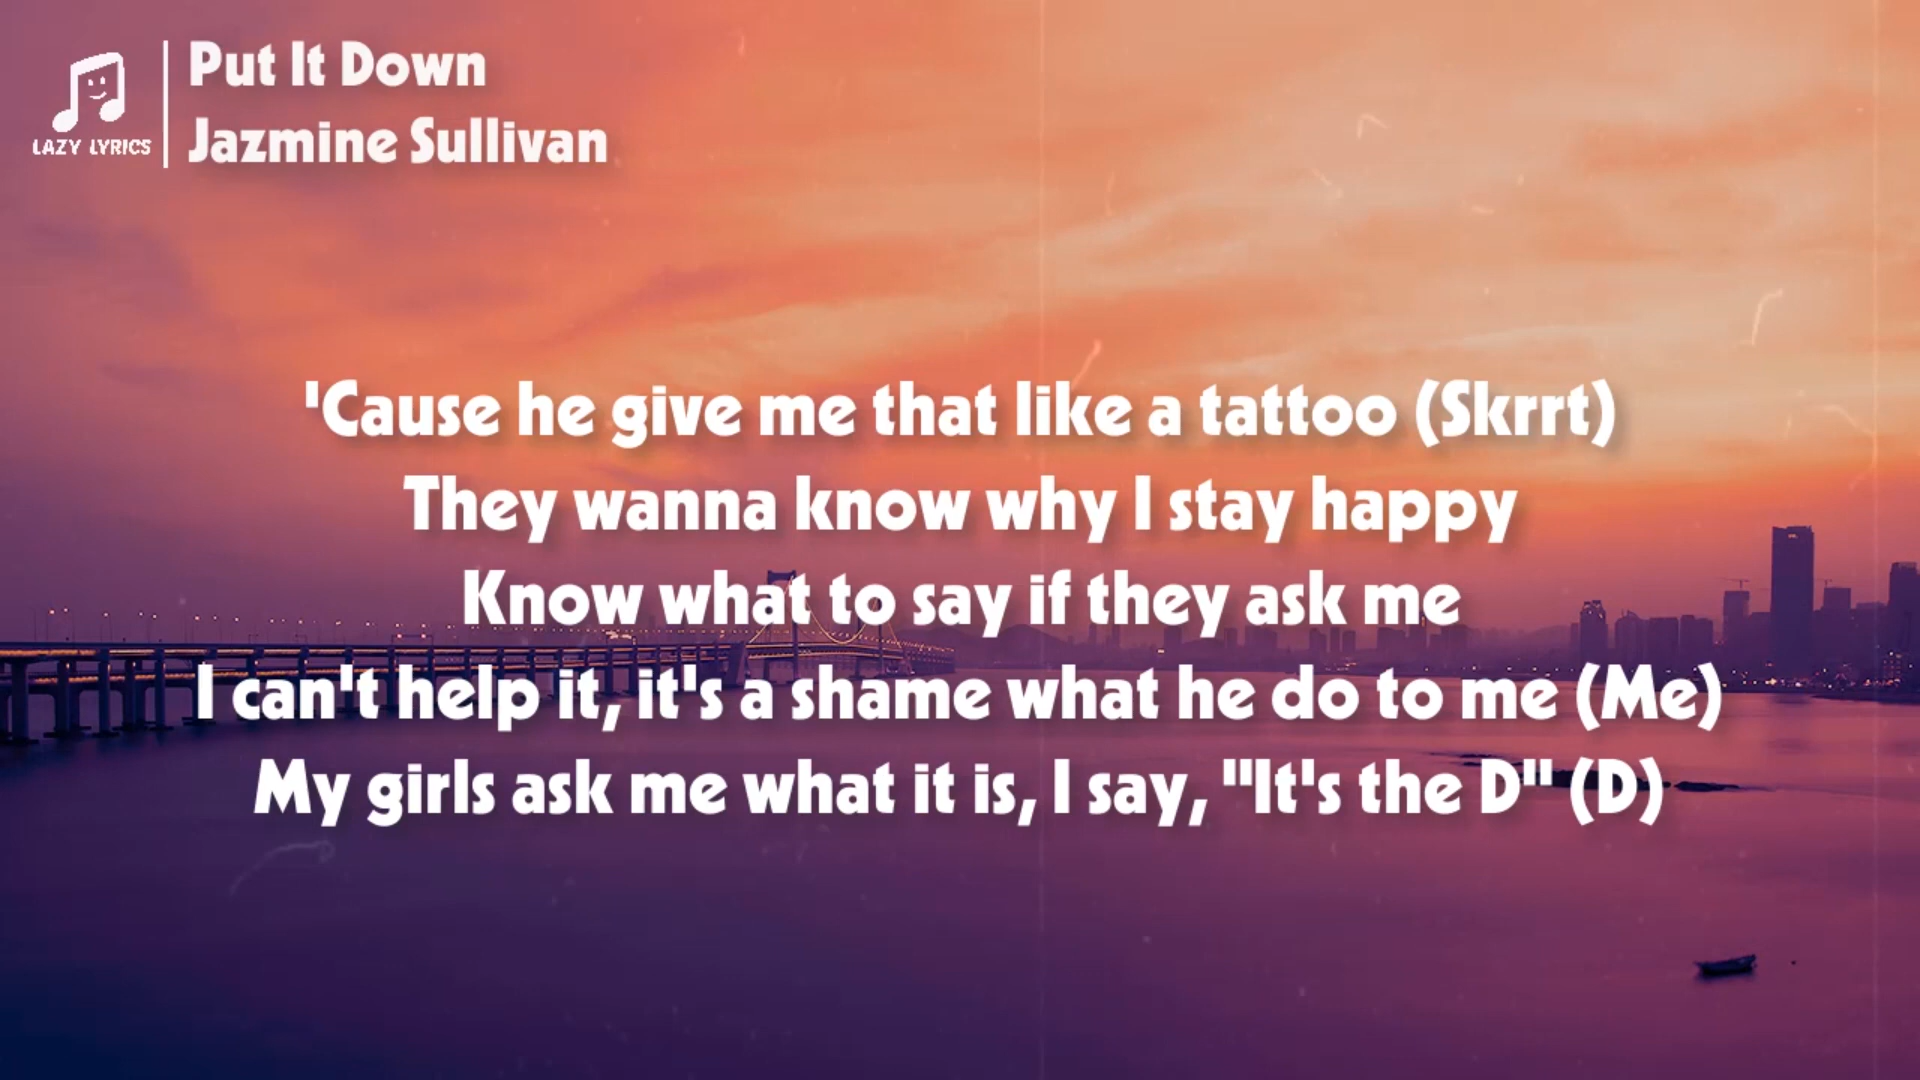 Put It Down
Jazmine Sullivan
LAZY LYRICS
'Cause he give me that like a tattoo (Skrrt)
They wanna know why I stay happy
Know what to say if they ask me
I can't help it, it's a shame what he do to me (Me)
My girls ask me what it is, I say, "It's the D" (D)